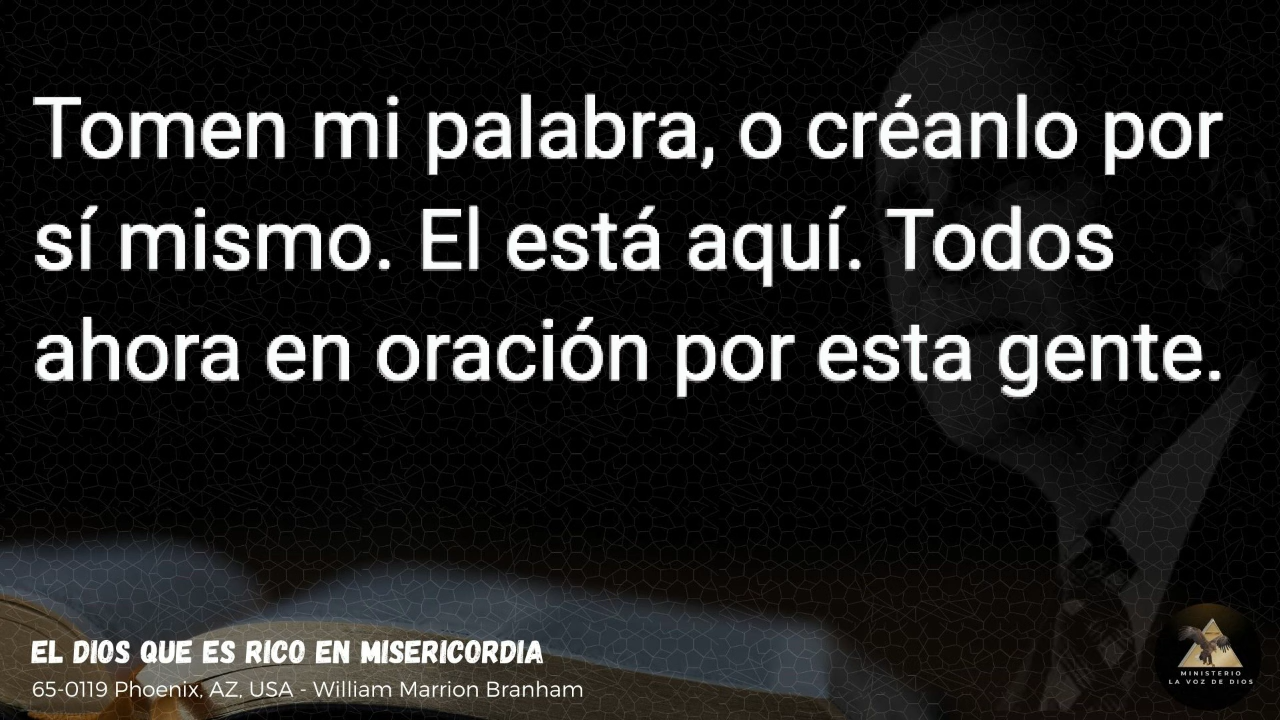 Tomen mi palabra, o créanlo por
sí mismo. El está aquí. Todos
ahora en oración por esta gente.
EL DIOS QUE ES RICO EN MISERICORDIA
65-0119 Phoenix, AZ, USA - William Marrion Branham
MINISTERIO
LA VOZ DE DIOS